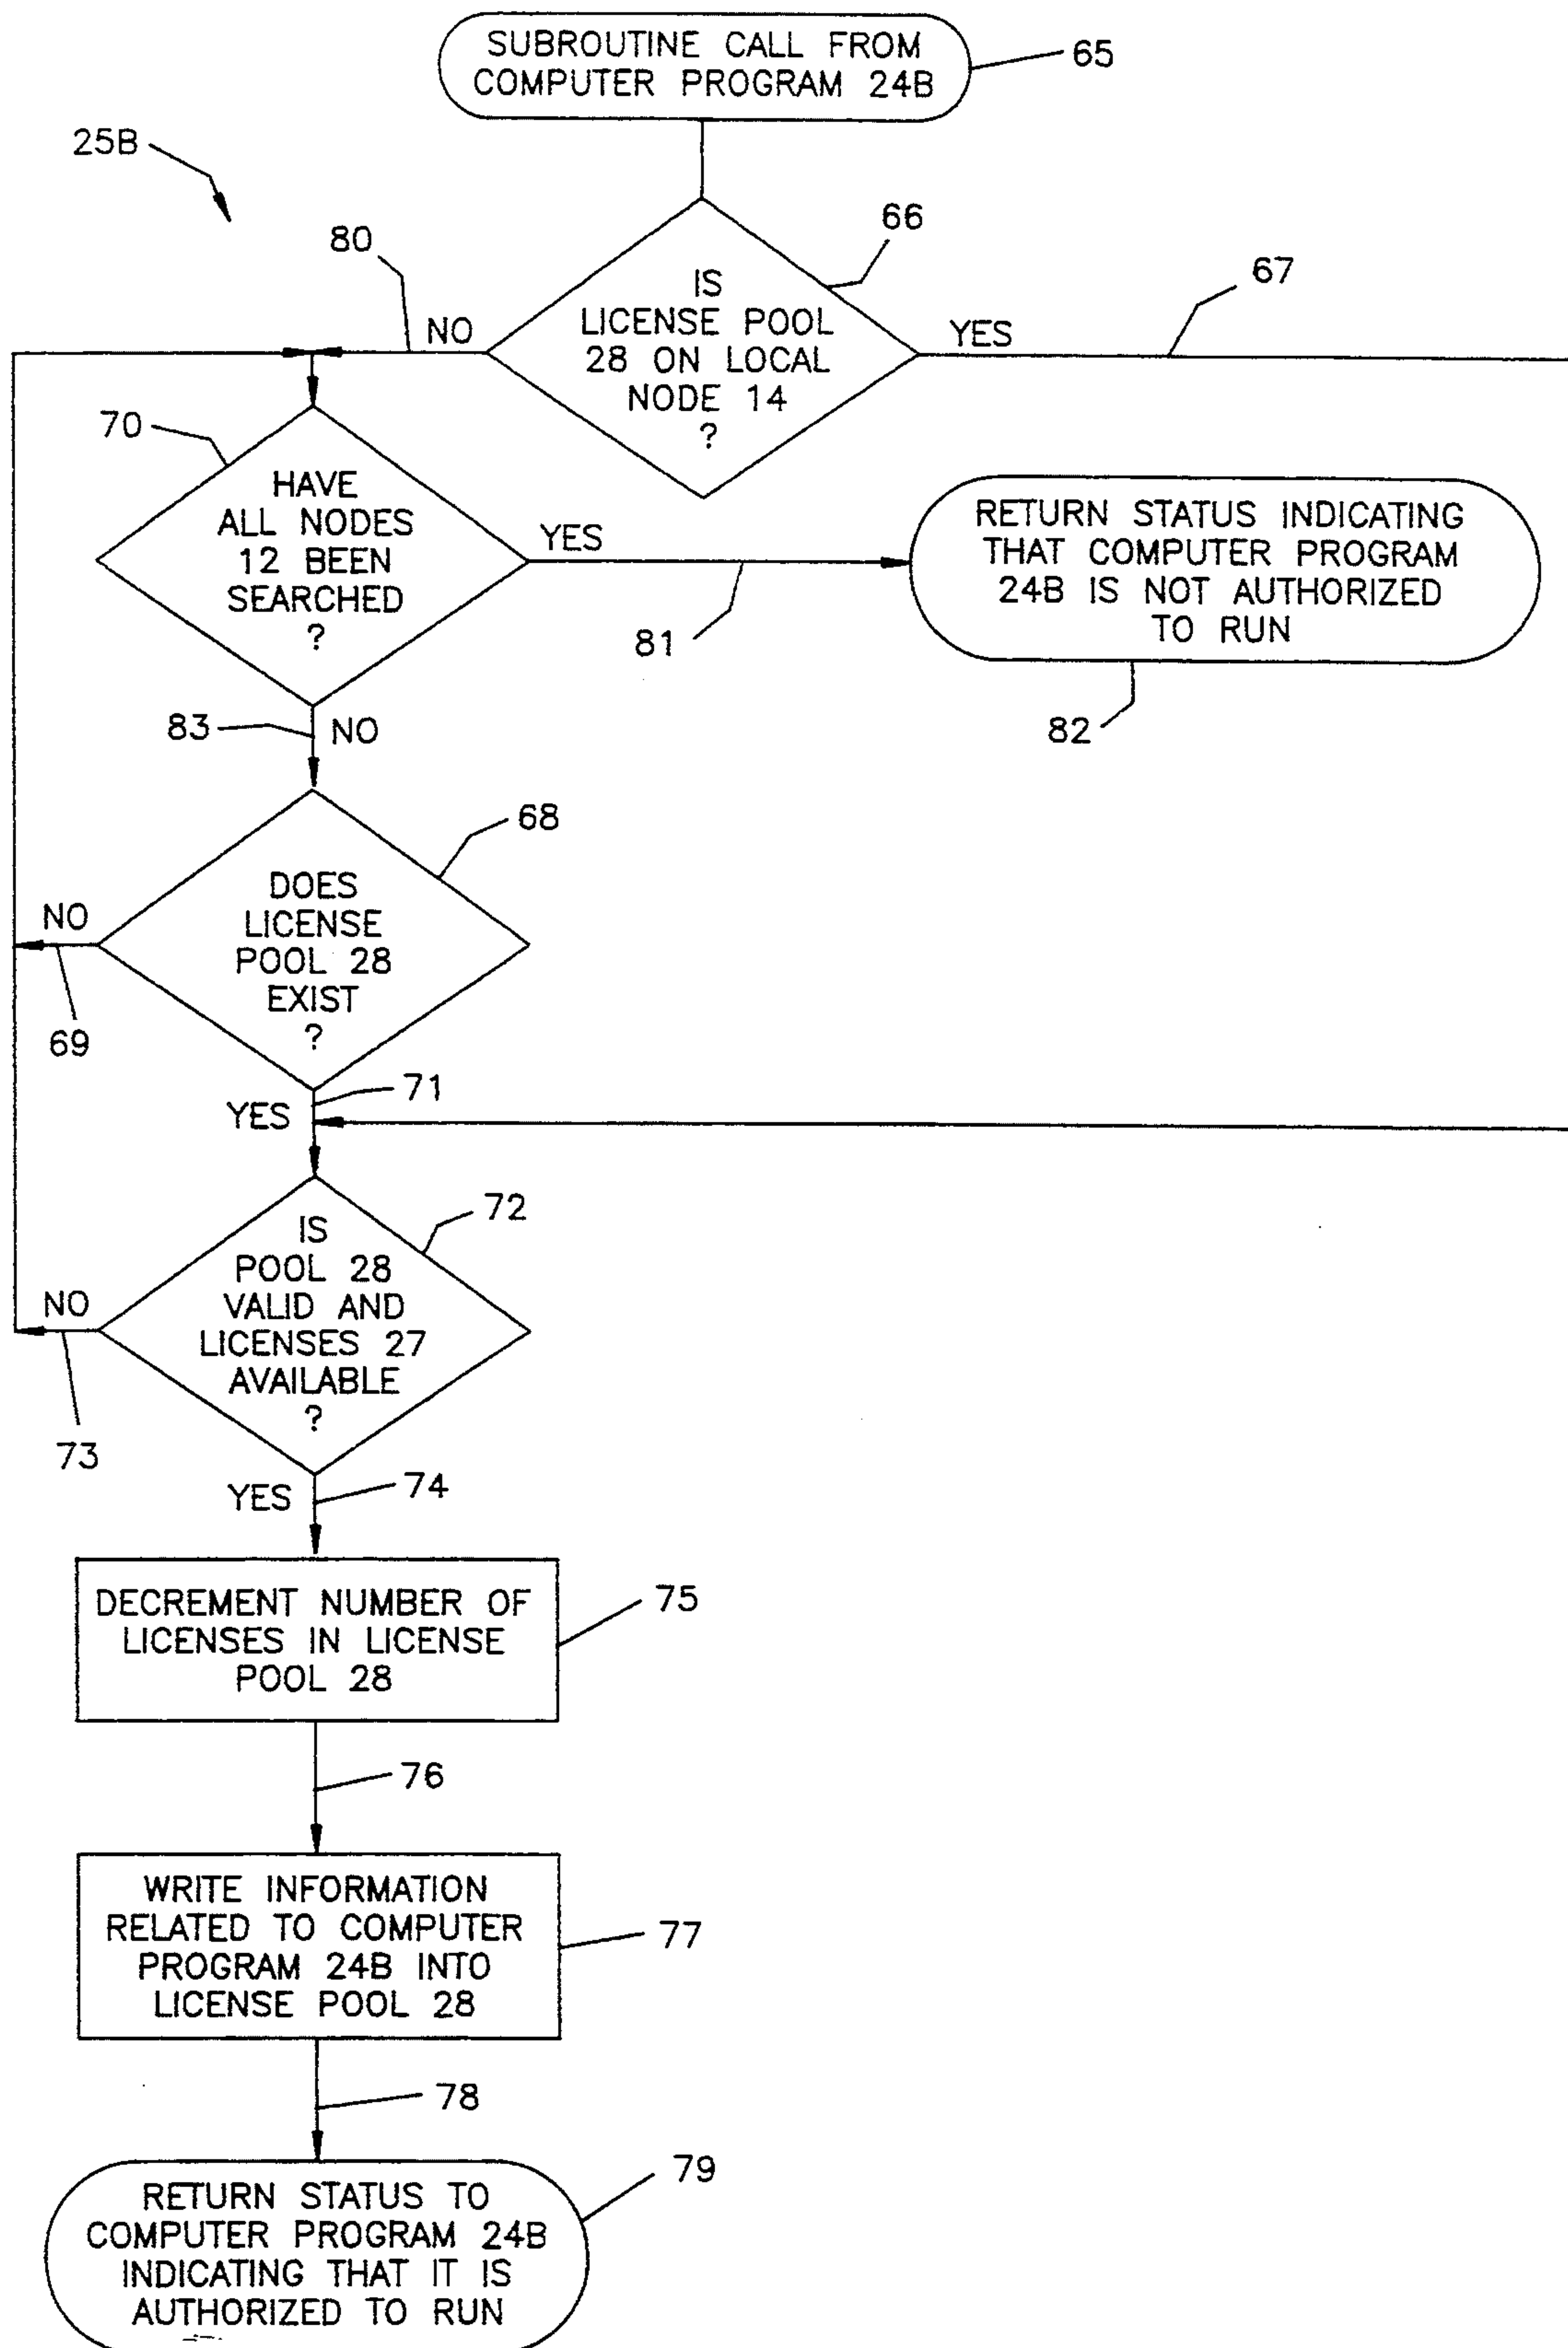 SUBROUTINE CALL FROM
COMPUTER PROGRAM 24B
65
25B
66
80
67
IS
LICENSE POOL
28 ON LOCAL
NODE 14
?
NO
YES
70
HAVE
ALL NODES
12 BEEN
SEARCHED
?
YES
81
RETURN STATUS INDICATING
THAT COMPUTER PROGRAM
24B IS NOT AUTHORIZED
TO RUN
82
83
NO
68
DOES
LICENSE
POOL 28
EXIST
?
NO
69
71
YES
72
IS
POOL 28
VALID AND
LICENSES 27
AVAILABLE
?
NO
73
YES
74
DECREMENT NUMBER OF
LICENSES IN LICENSE
POOL 28
75
76
WRITE INFORMATION
RELATED TO COMPUTER
PROGRAM 24B INTO
LICENSE POOL 28
77
78
79
RETURN STATUS TO
COMPUTER PROGRAM 24B
INDICATING THAT IT IS
AUTHORIZED TO RUN